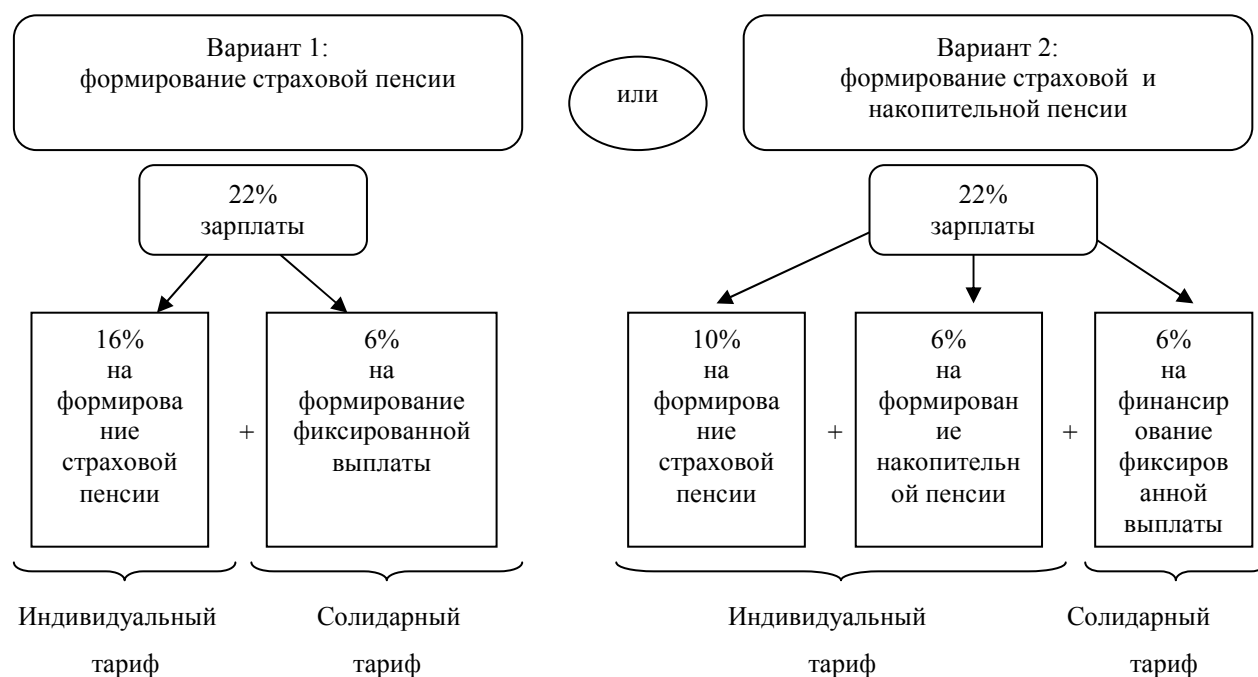 Вариант 1:
формирование страховой пенсии
или
Вариант 2:
формирование страховой и
накопительной пенсии
22%
зарплаты
22%
зарплаты
16%
на
формирова
ние
страховой
пенсии
+
6%
на
формирование
фиксированной
выплаты
10%
на
формирова
ние
страховой
пенсии
+
6%
на
формирован
ие
накопительн
ой пенсии
+
6%
на
финансир
ование
фиксиров
анной
выплаты
Индивидуальный
тариф
Солидарный
тариф
Индивидуальный
тариф
Солидарный
тариф